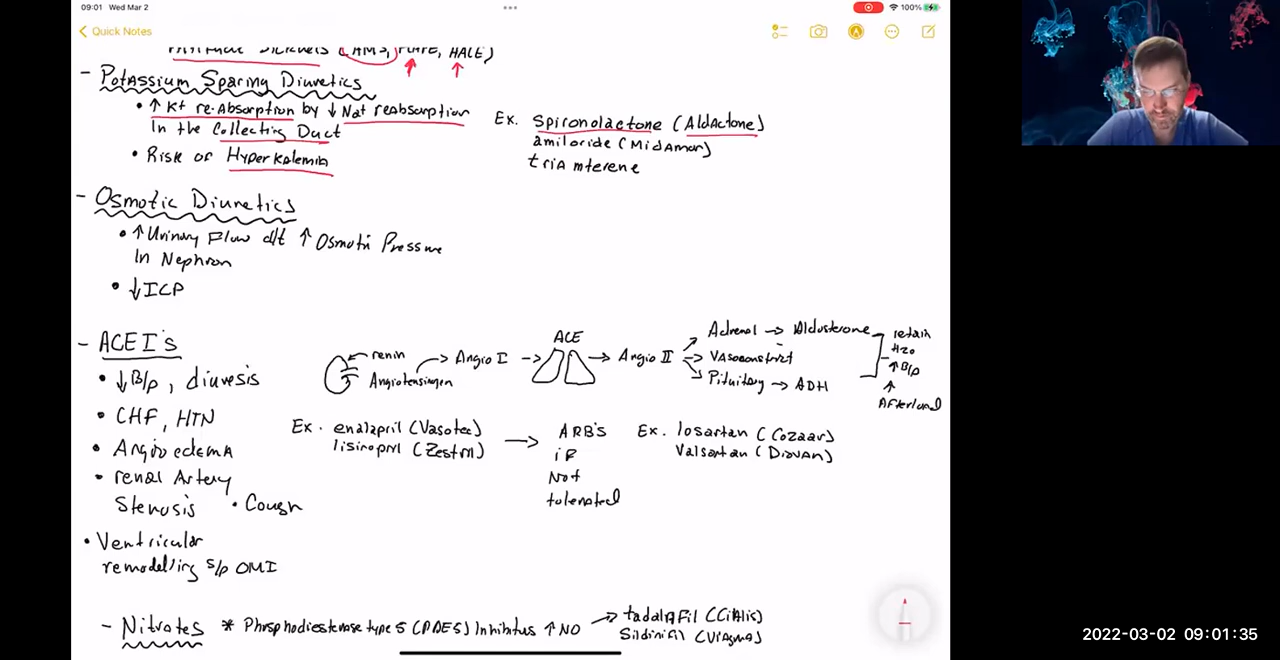 09:01 Wed Mar 2
100%
Quick Notes
HALE)
- Potassium Sparing Diuretics
• ↑ K+ re-Absorption by ↓ Na+ reabsorption
In the Collecting Duct
• Risk of Hyperkalemia
Ex. Spironolactone (Aldactone)
amiloride (Midamor)
triamterene
- Osmotic Diuretics
• ↑ Urinary Flow d/t ↑ Osmotic Pressure
In Nephron
• ↓ ICP
- ACEI's
• ↓ B/p, diuresis
• CHF, HTN
• Angioedema
• renal Artery
Stenosis • Cough
• Ventricular
remodelling s/p OMI
renin
Angiotensinogen
→ Angio I →
ACE
→ Angio II
Adrenal → Aldosterone
→ Vasoconstrict
Pituitary → ADH
retain
H2O
↑ B/p
↑
Afterload
Ex. enalapril (Vasotec)
lisinopril (Zestril)
→ ARB's
if
Not
tolerated
Ex. losartan (Cozaar)
Valsartan (Diovan)
- Nitrates * Phosphodiesterase type 5 (PDE5) Inhibitors ↑ NO → tadalafil (Cialis)
Sildinifil (Viagra)
2022-03-02 09:01:35